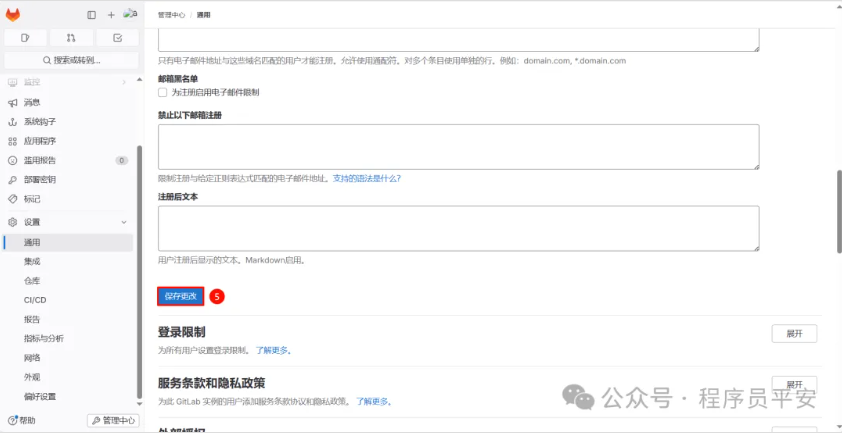 管理中心 / 通用
搜索或转到...
监控
消息
系统钩子
应用程序
滥用报告 0
部署密钥
标记
设置
通用
集成
仓库
CI/CD
报告
指标与分析
网络
外观
偏好设置
帮助
管理中心
只有电子邮件地址与这些域名匹配的用户才能注册。允许使用通配符。对多个条目使用单独的行。例如：domain.com, *.domain.com
邮箱黑名单
为注册启用电子邮件限制
禁止以下邮箱注册
限制注册与给定正则表达式匹配的电子邮件地址。支持的语法是什么？
注册后文本
用户注册后显示的文本。Markdown启用。
保存更改 5
登录限制
展开
为所有用户设置登录限制。 了解更多。
服务条款和隐私政策
展开
为此 GitLab 实例的用户添加服务条款协议和隐私政策。 了解更多。
公众号 · 程序员平安
外部授权